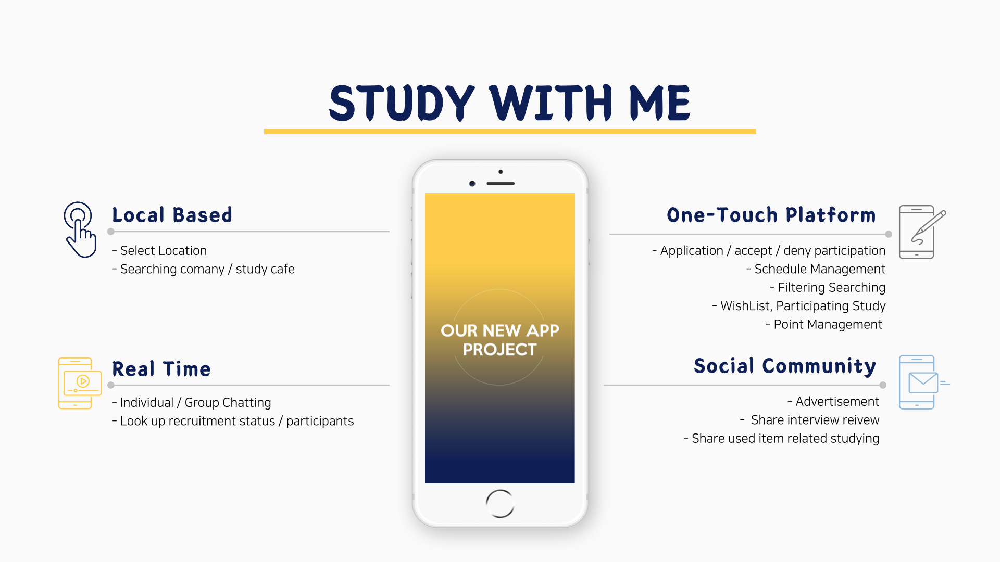 STUDY WITH ME
Local Based
- Select Location
- Searching comany / study cafe
Real Time
- Individual / Group Chatting
- Look up recruitment status / participants
OUR NEW APP
PROJECT
One-Touch Platform
- Application / accept / deny participation
- Schedule Management
- Filtering Searching
- WishList, Participating Study
- Point Management
Social Community
- Advertisement
- Share interview reivew
- Share used item related studying